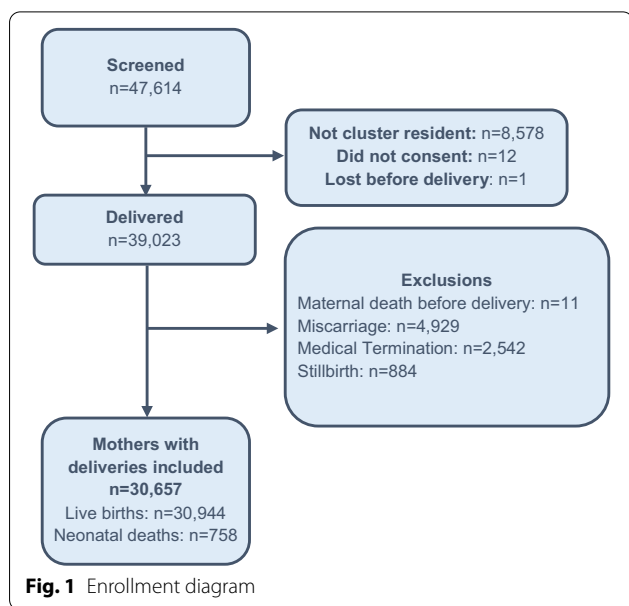 Screened
n=47,614
Not cluster resident: n=8,578
Did not consent: n=12
Lost before delivery: n=1
Delivered
n=39,023
Exclusions
Maternal death before delivery: n=11
Miscarriage: n=4,929
Medical Termination: n=2,542
Stillbirth: n=884
Mothers with
deliveries included
n=30,657
Live births: n=30,944
Neonatal deaths: n=758
Fig. 1 Enrollment diagram